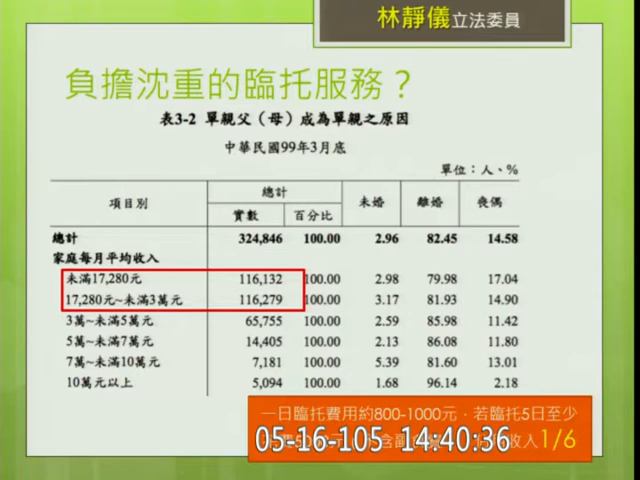 林靜儀立法委員
負擔沈重的臨托服務？
表3-2 單親父（母）成為單親之原因
中華民國99年3月底
單位：人、%
項目別 總計 未婚 離婚 喪偶
實數 百分比
總計 324,846 100.00 2.96 82.45 14.58
家庭每月平均收入
未滿17,280元 116,132 100.00 2.98 79.98 17.04
17,280元~未滿3萬元 116,279 100.00 3.17 81.93 14.90
3萬~未滿5萬元 65,755 100.00 2.59 85.98 11.42
5萬~未滿7萬元 14,405 100.00 2.13 86.08 11.80
7萬~未滿10萬元 7,181 100.00 5.39 81.60 13.01
10萬元以上 5,094 100.00 1.68 96.14 2.18
一日臨托費用約800-1000元，若臨托5日至少
收入1/6
05-16-105 14:40:36